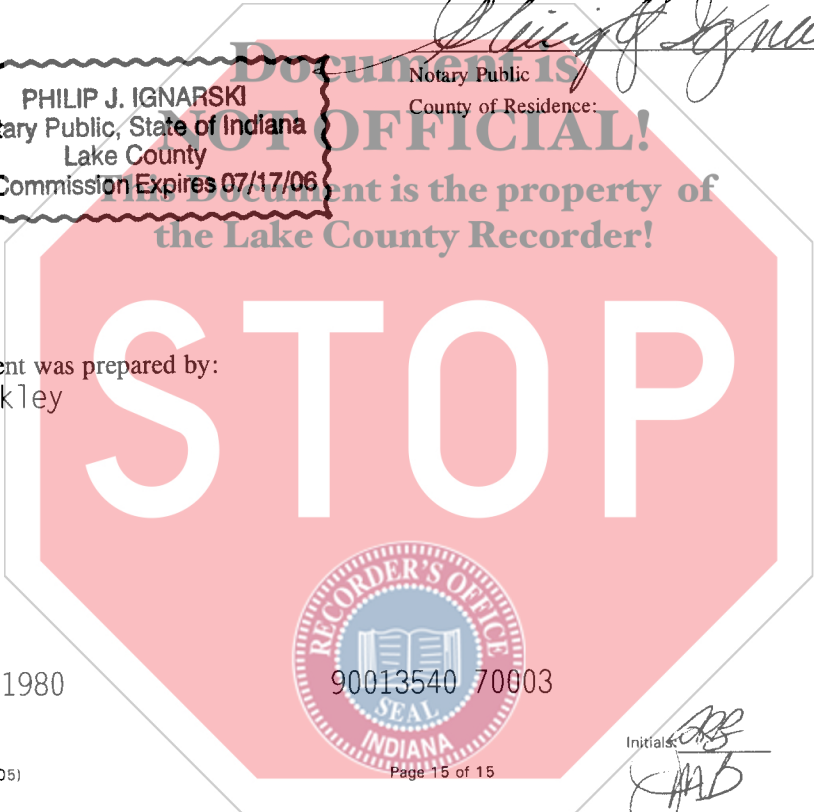 Document is
Notary Public
PHILIP J. IGNARSKI
County of Residence:
tary Public, State of Indiana
NOT OFFICIAL!
Lake County
Commission Expires 07/17/06
This Document is the property of
the Lake County Recorder!
STOP
ent was prepared by:
kley
RECORDER'S OFFICE
SEAL
INDIANA
1980
90013540 70003
Initials:
05)
Page 15 of 15